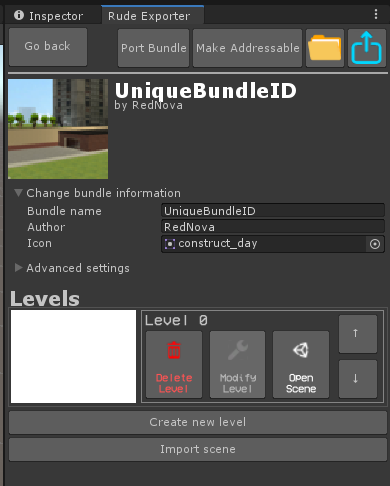 Inspector Rude Exporter
Go back Port Bundle Make Addressable
UniqueBundleID
by RedNova
Change bundle information
Bundle name UniqueBundleID
Author RedNova
Icon construct_day
Advanced settings
Levels
Level 0
Delete Level Modify Level Open Scene
Create new level
Import scene